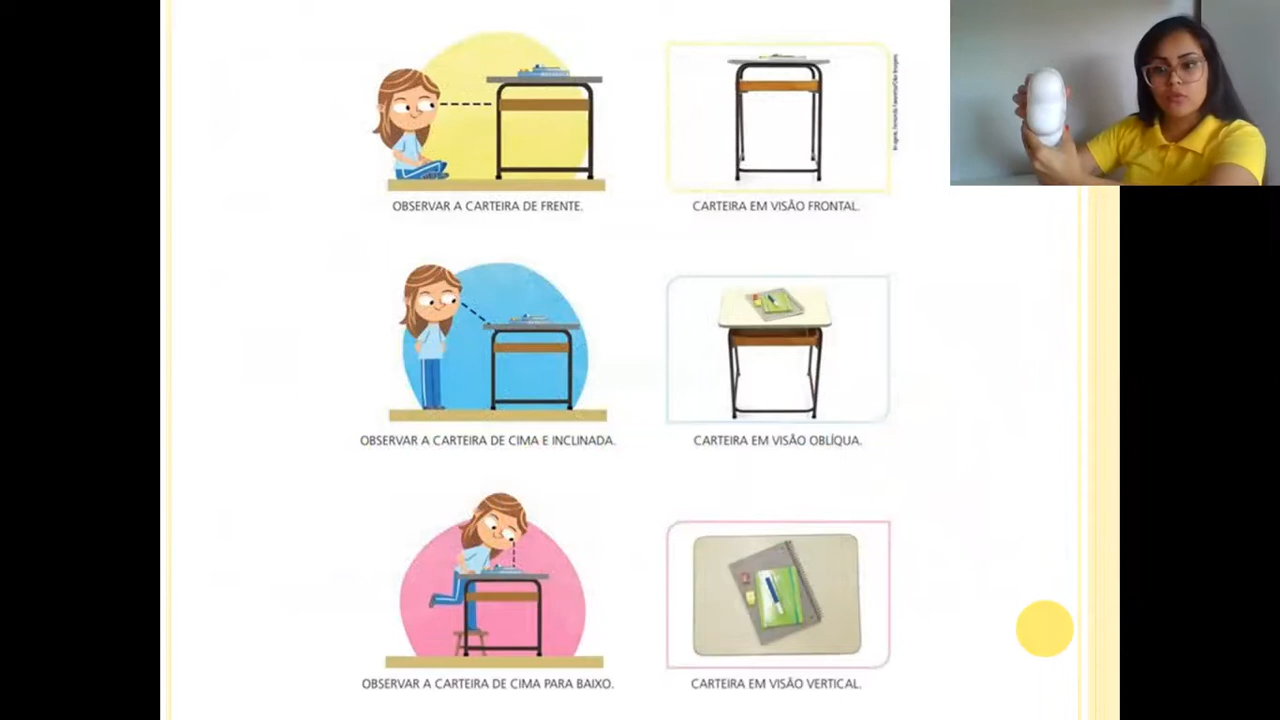 OBSERVAR A CARTEIRA DE FRENTE.
CARTEIRA EM VISÃO FRONTAL.
OBSERVAR A CARTEIRA DE CIMA E INCLINADA.
CARTEIRA EM VISÃO OBLÍQUA.
OBSERVAR A CARTEIRA DE CIMA PARA BAIXO.
CARTEIRA EM VISÃO VERTICAL.